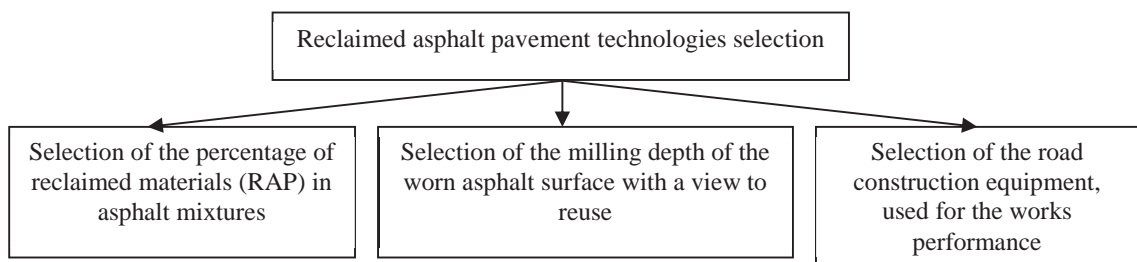 Reclaimed asphalt pavement technologies selection
Selection of the percentage of
reclaimed materials (RAP) in
asphalt mixtures
Selection of the milling depth of the
worn asphalt surface with a view to
reuse
Selection of the road
construction equipment,
used for the works
performance